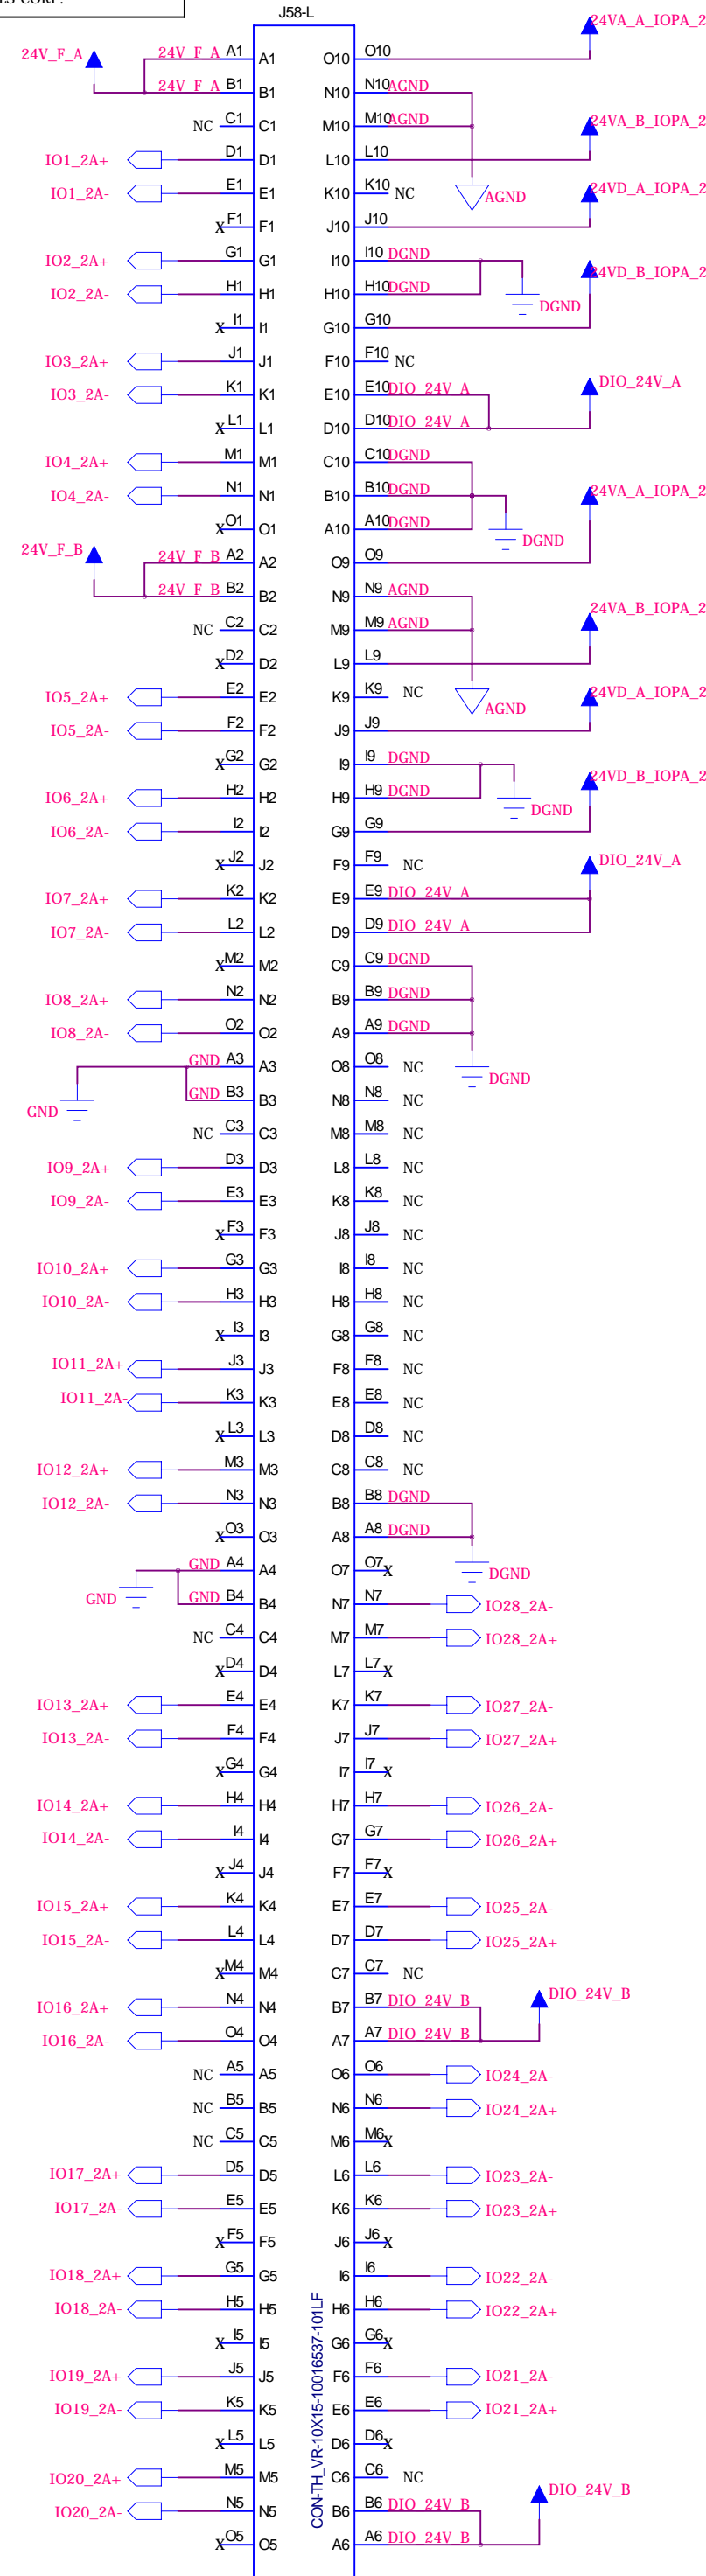 CORP.
J58-L
24VA_A_IOPA_2
24V_F_A 24V_F_A A1 A1 O10 O10
24V_F_A B1 B1 N10 N10 AGND
NC C1 C1 M10 M10 AGND 24VA_B_IOPA_2
IO1_2A+ D1 D1 L10 L10
IO1_2A- E1 E1 K10 K10 NC AGND 24VD_A_IOPA_2
X F1 F1 J10 J10
IO2_2A+ G1 G1 I10 I10 DGND 24VD_B_IOPA_2
IO2_2A- H1 H1 H10 H10 DGND DGND
X I1 I1 G10 G10
IO3_2A+ J1 J1 F10 F10 NC
IO3_2A- K1 K1 E10 E10 DIO_24V_A DIO_24V_A
X L1 L1 D10 D10 DIO_24V_A
IO4_2A+ M1 M1 C10 C10 DGND
IO4_2A- N1 N1 B10 B10 DGND 24VA_A_IOPA_2
X O1 O1 A10 A10 DGND DGND
24V_F_B 24V_F_B A2 A2 O9 O9
24V_F_B B2 B2 N9 N9 AGND
NC C2 C2 M9 M9 AGND 24VA_B_IOPA_2
X D2 D2 L9 L9
IO5_2A+ E2 E2 K9 K9 NC AGND 24VD_A_IOPA_2
IO5_2A- F2 F2 J9 J9
X G2 G2 I9 I9 DGND 24VD_B_IOPA_2
IO6_2A+ H2 H2 H9 H9 DGND DGND
IO6_2A- I2 I2 G9 G9
X J2 J2 F9 F9 NC DIO_24V_A
IO7_2A+ K2 K2 E9 E9 DIO_24V_A
IO7_2A- L2 L2 D9 D9 DIO_24V_A
X M2 M2 C9 C9 DGND
IO8_2A+ N2 N2 B9 B9 DGND
IO8_2A- O2 O2 A9 A9 DGND
GND A3 A3 O8 O8 NC DGND
GND GND B3 B3 N8 N8 NC
NC C3 C3 M8 M8 NC
IO9_2A+ D3 D3 L8 L8 NC
IO9_2A- E3 E3 K8 K8 NC
X F3 F3 J8 J8 NC
IO10_2A+ G3 G3 I8 I8 NC
IO10_2A- H3 H3 H8 H8 NC
X I3 I3 G8 G8 NC
IO11_2A+ J3 J3 F8 F8 NC
IO11_2A- K3 K3 E8 E8 NC
X L3 L3 D8 D8 NC
IO12_2A+ M3 M3 C8 C8 NC
IO12_2A- N3 N3 B8 B8 DGND
X O3 O3 A8 A8 DGND
GND A4 A4 O7 O7 X DGND
GND GND B4 B4 N7 N7 IO28_2A-
NC C4 C4 M7 M7 IO28_2A+
X D4 D4 L7 L7 X
IO13_2A+ E4 E4 K7 K7 IO27_2A-
IO13_2A- F4 F4 J7 J7 IO27_2A+
X G4 G4 I7 I7 X
IO14_2A+ H4 H4 H7 H7 IO26_2A-
IO14_2A- I4 I4 G7 G7 IO26_2A+
X J4 J4 F7 F7 X
IO15_2A+ K4 K4 E7 E7 IO25_2A-
IO15_2A- L4 L4 D7 D7 IO25_2A+
X M4 M4 C7 C7 NC
IO16_2A+ N4 N4 B7 B7 DIO_24V_B DIO_24V_B
IO16_2A- O4 O4 A7 A7 DIO_24V_B
NC A5 A5 O6 O6 IO24_2A-
NC B5 B5 N6 N6 IO24_2A+
NC C5 C5 M6 M6 X
IO17_2A+ D5 D5 L6 L6 IO23_2A-
IO17_2A- E5 E5 K6 K6 IO23_2A+
X F5 F5 J6 J6 X
IO18_2A+ G5 G5 I6 I6 IO22_2A-
IO18_2A- H5 H5 H6 H6 IO22_2A+
X I5 I5 G6 G6 X
IO19_2A+ J5 J5 F6 F6 IO21_2A-
IO19_2A- K5 K5 E6 E6 IO21_2A+
X L5 L5 D6 D6 X
IO20_2A+ M5 M5 C6 C6 NC
IO20_2A- N5 N5 B6 B6 DIO_24V_B DIO_24V_B
X O5 O5 A6 A6 DIO_24V_B
CON-TH_VR-10X15-10016537-101LF